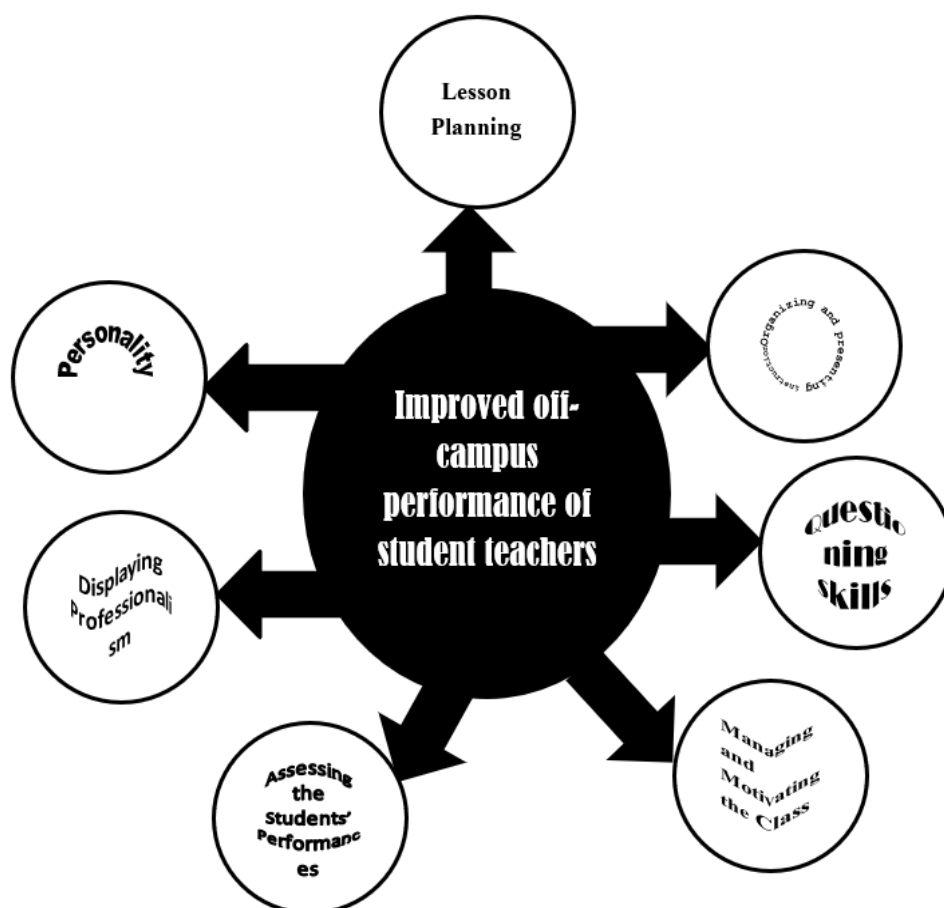 Lesson
Planning
Organizing and presenting instruction
Questio
ning
skills
Managing
and
Motivating
the Class
Assessing
the
Students'
Performanc
es
Displaying
Professionali
sm
Personality
Improved off-
campus
performance of
student teachers